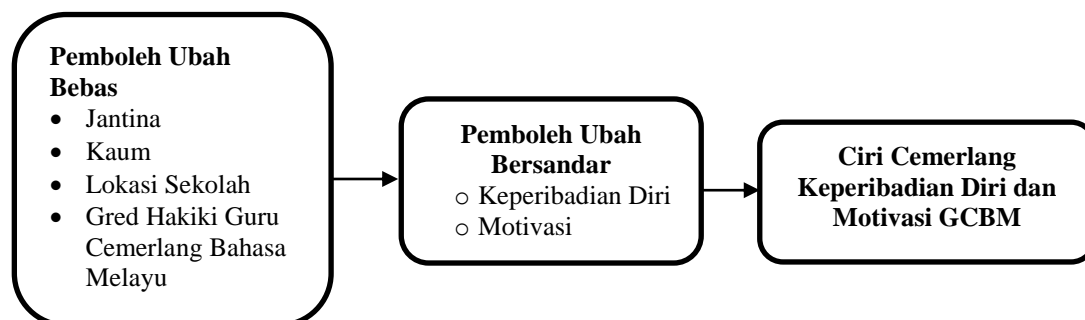 Pemboleh Ubah
Bebas
• Jantina
• Kaum
• Lokasi Sekolah
• Gred Hakiki Guru
Cemerlang Bahasa
Melayu
Pemboleh Ubah
Bersandar
o Keperibadian Diri
o Motivasi
Ciri Cemerlang
Keperibadian Diri dan
Motivasi GCBM